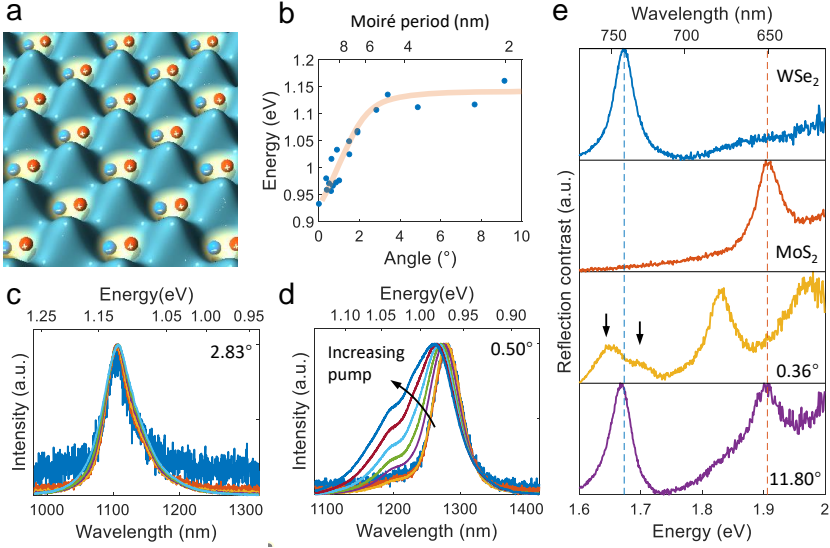 a
b
Moiré period (nm)
8 6 4 2
1.2
1.15
1.1
1.05
1
0.95
0.9
Energy (eV)
0 2 4 6 8 10
Angle (°)
c
Energy(eV)
1.25 1.15 1.05 1.00 0.95
2.83°
Intensity (a.u.)
1000 1100 1200 1300
Wavelength (nm)
d
Energy(eV)
1.10 1.05 1.00 0.95 0.90
Increasing
pump
0.50°
Intensity (a.u.)
1100 1200 1300 1400
Wavelength (nm)
e
Wavelength (nm)
750 700 650
WSe₂
MoS₂
0.36°
11.80°
Reflection contrast (a.u.)
1.6 1.7 1.8 1.9 2
Energy (eV)